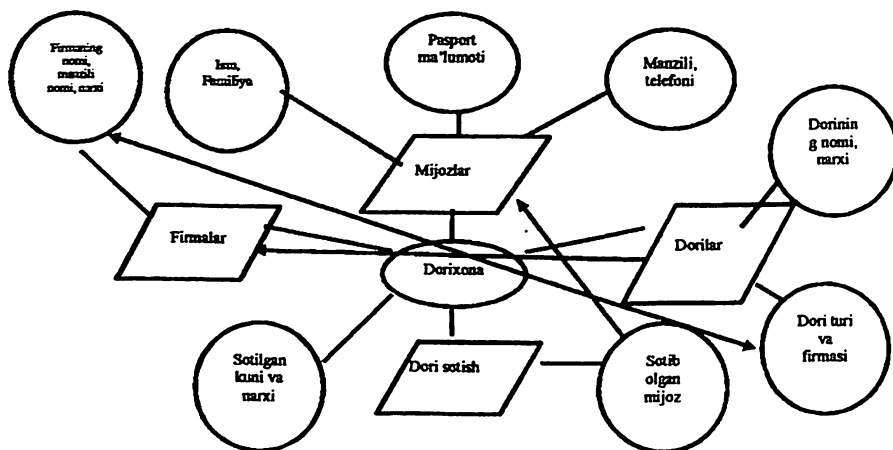 Firmaning
nomi,
manzili
nomi, narxi
Ism,
Familiya
Pasport
ma'lumoti
Manzili,
telefoni
Dorinin
g nomi,
narxi
Mijozlar
Firmalar
Dorilar
Dorixona
Sotilgan
kuni va
narxi
Dori sotish
Sotib
olgan
mijoz
Dori turi
va
firmasi